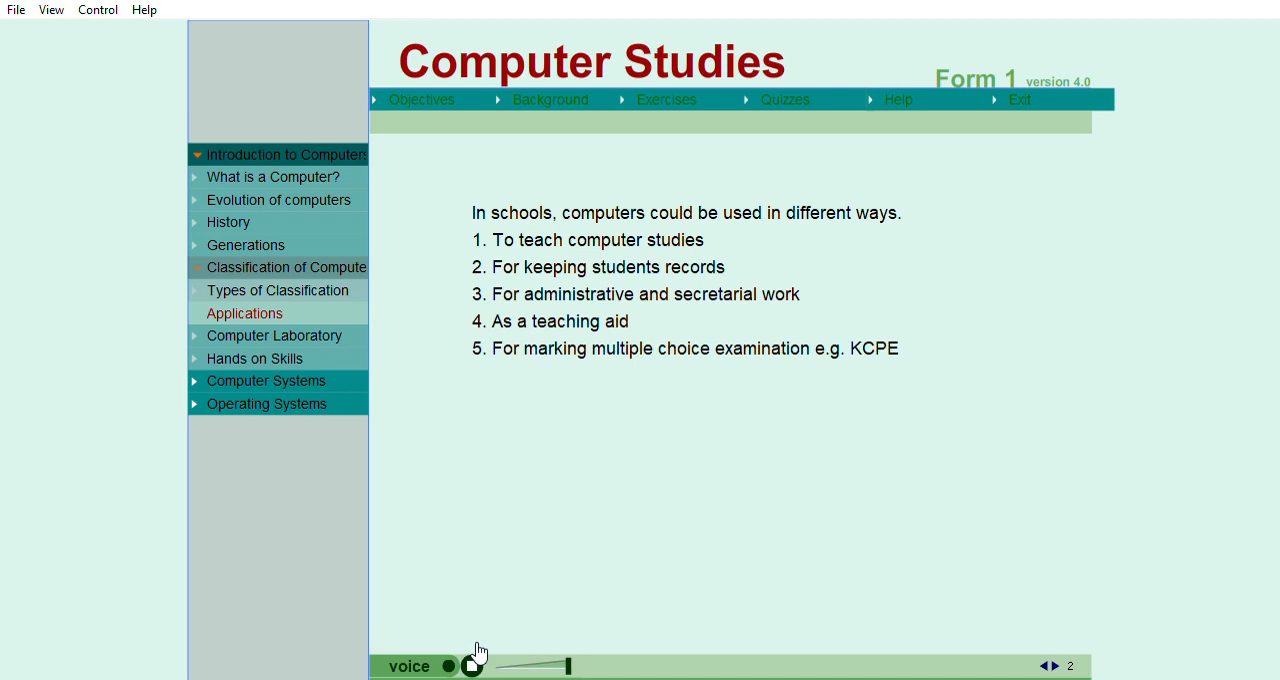 File View Control Help
Computer Studies
Form 1 version 4.0
Objectives Background Exercises Quizzes Help Exit
Introduction to Computers
What is a Computer?
Evolution of computers
History
Generations
Classification of Compute
Types of Classification
Applications
Computer Laboratory
Hands on Skills
Computer Systems
Operating Systems
In schools, computers could be used in different ways.
1. To teach computer studies
2. For keeping students records
3. For administrative and secretarial work
4. As a teaching aid
5. For marking multiple choice examination e.g. KCPE
voice
2